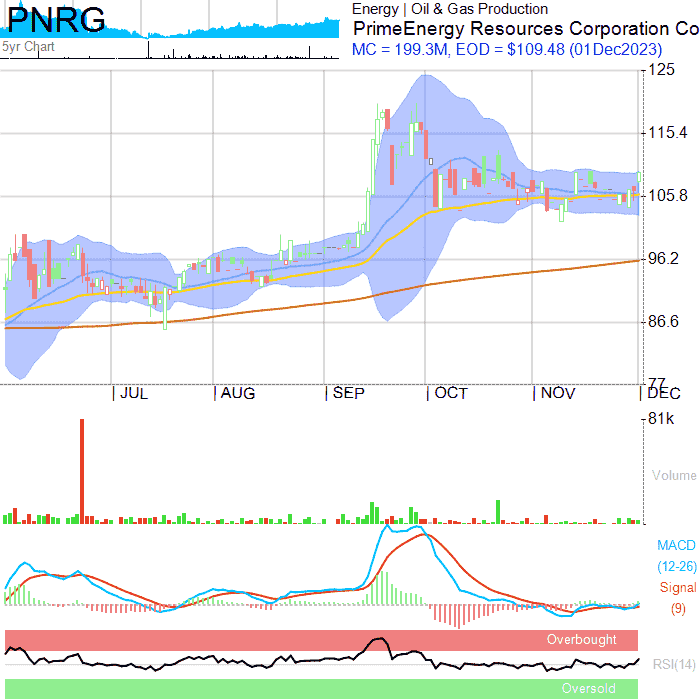 PNRG
5yr Chart
Energy | Oil & Gas Production
PrimeEnergy Resources Corporation Co
MC = 199.3M, EOD = $109.48 (01Dec2023)
125
115.4
105.8
96.2
86.6
77
JUL
AUG
SEP
OCT
NOV
DEC
81k
Volume
MACD
(12-26)
Signal
(9)
Overbought
RSI(14)
Oversold